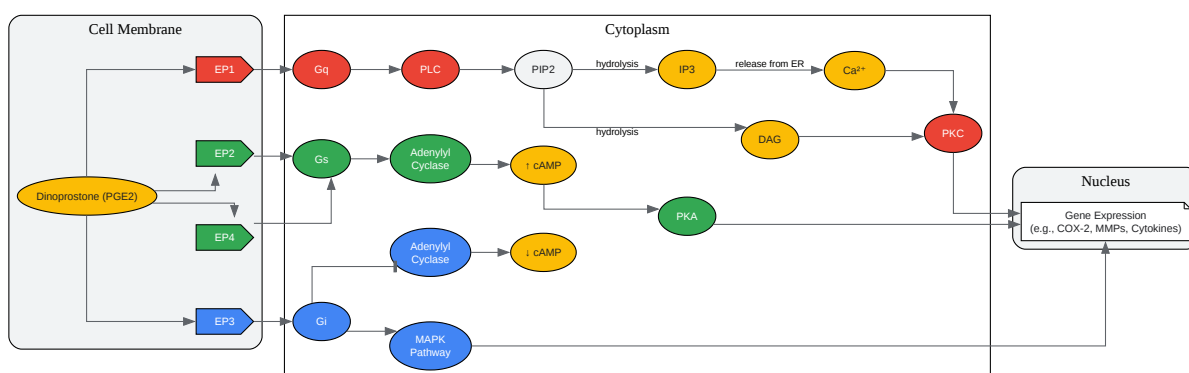 Cell Membrane
Cytoplasm
EP1
Gq
PLC
PIP2
hydrolysis
IP3
release from ER
Ca²⁺
hydrolysis
DAG
PKC
EP2
Gs
Adenylyl
Cyclase
↑ cAMP
Dinoprostone (PGE2)
PKA
Nucleus
Gene Expression
(e.g., COX-2, MMPs, Cytokines)
EP4
Adenylyl
Cyclase
↓ cAMP
EP3
Gi
MAPK
Pathway